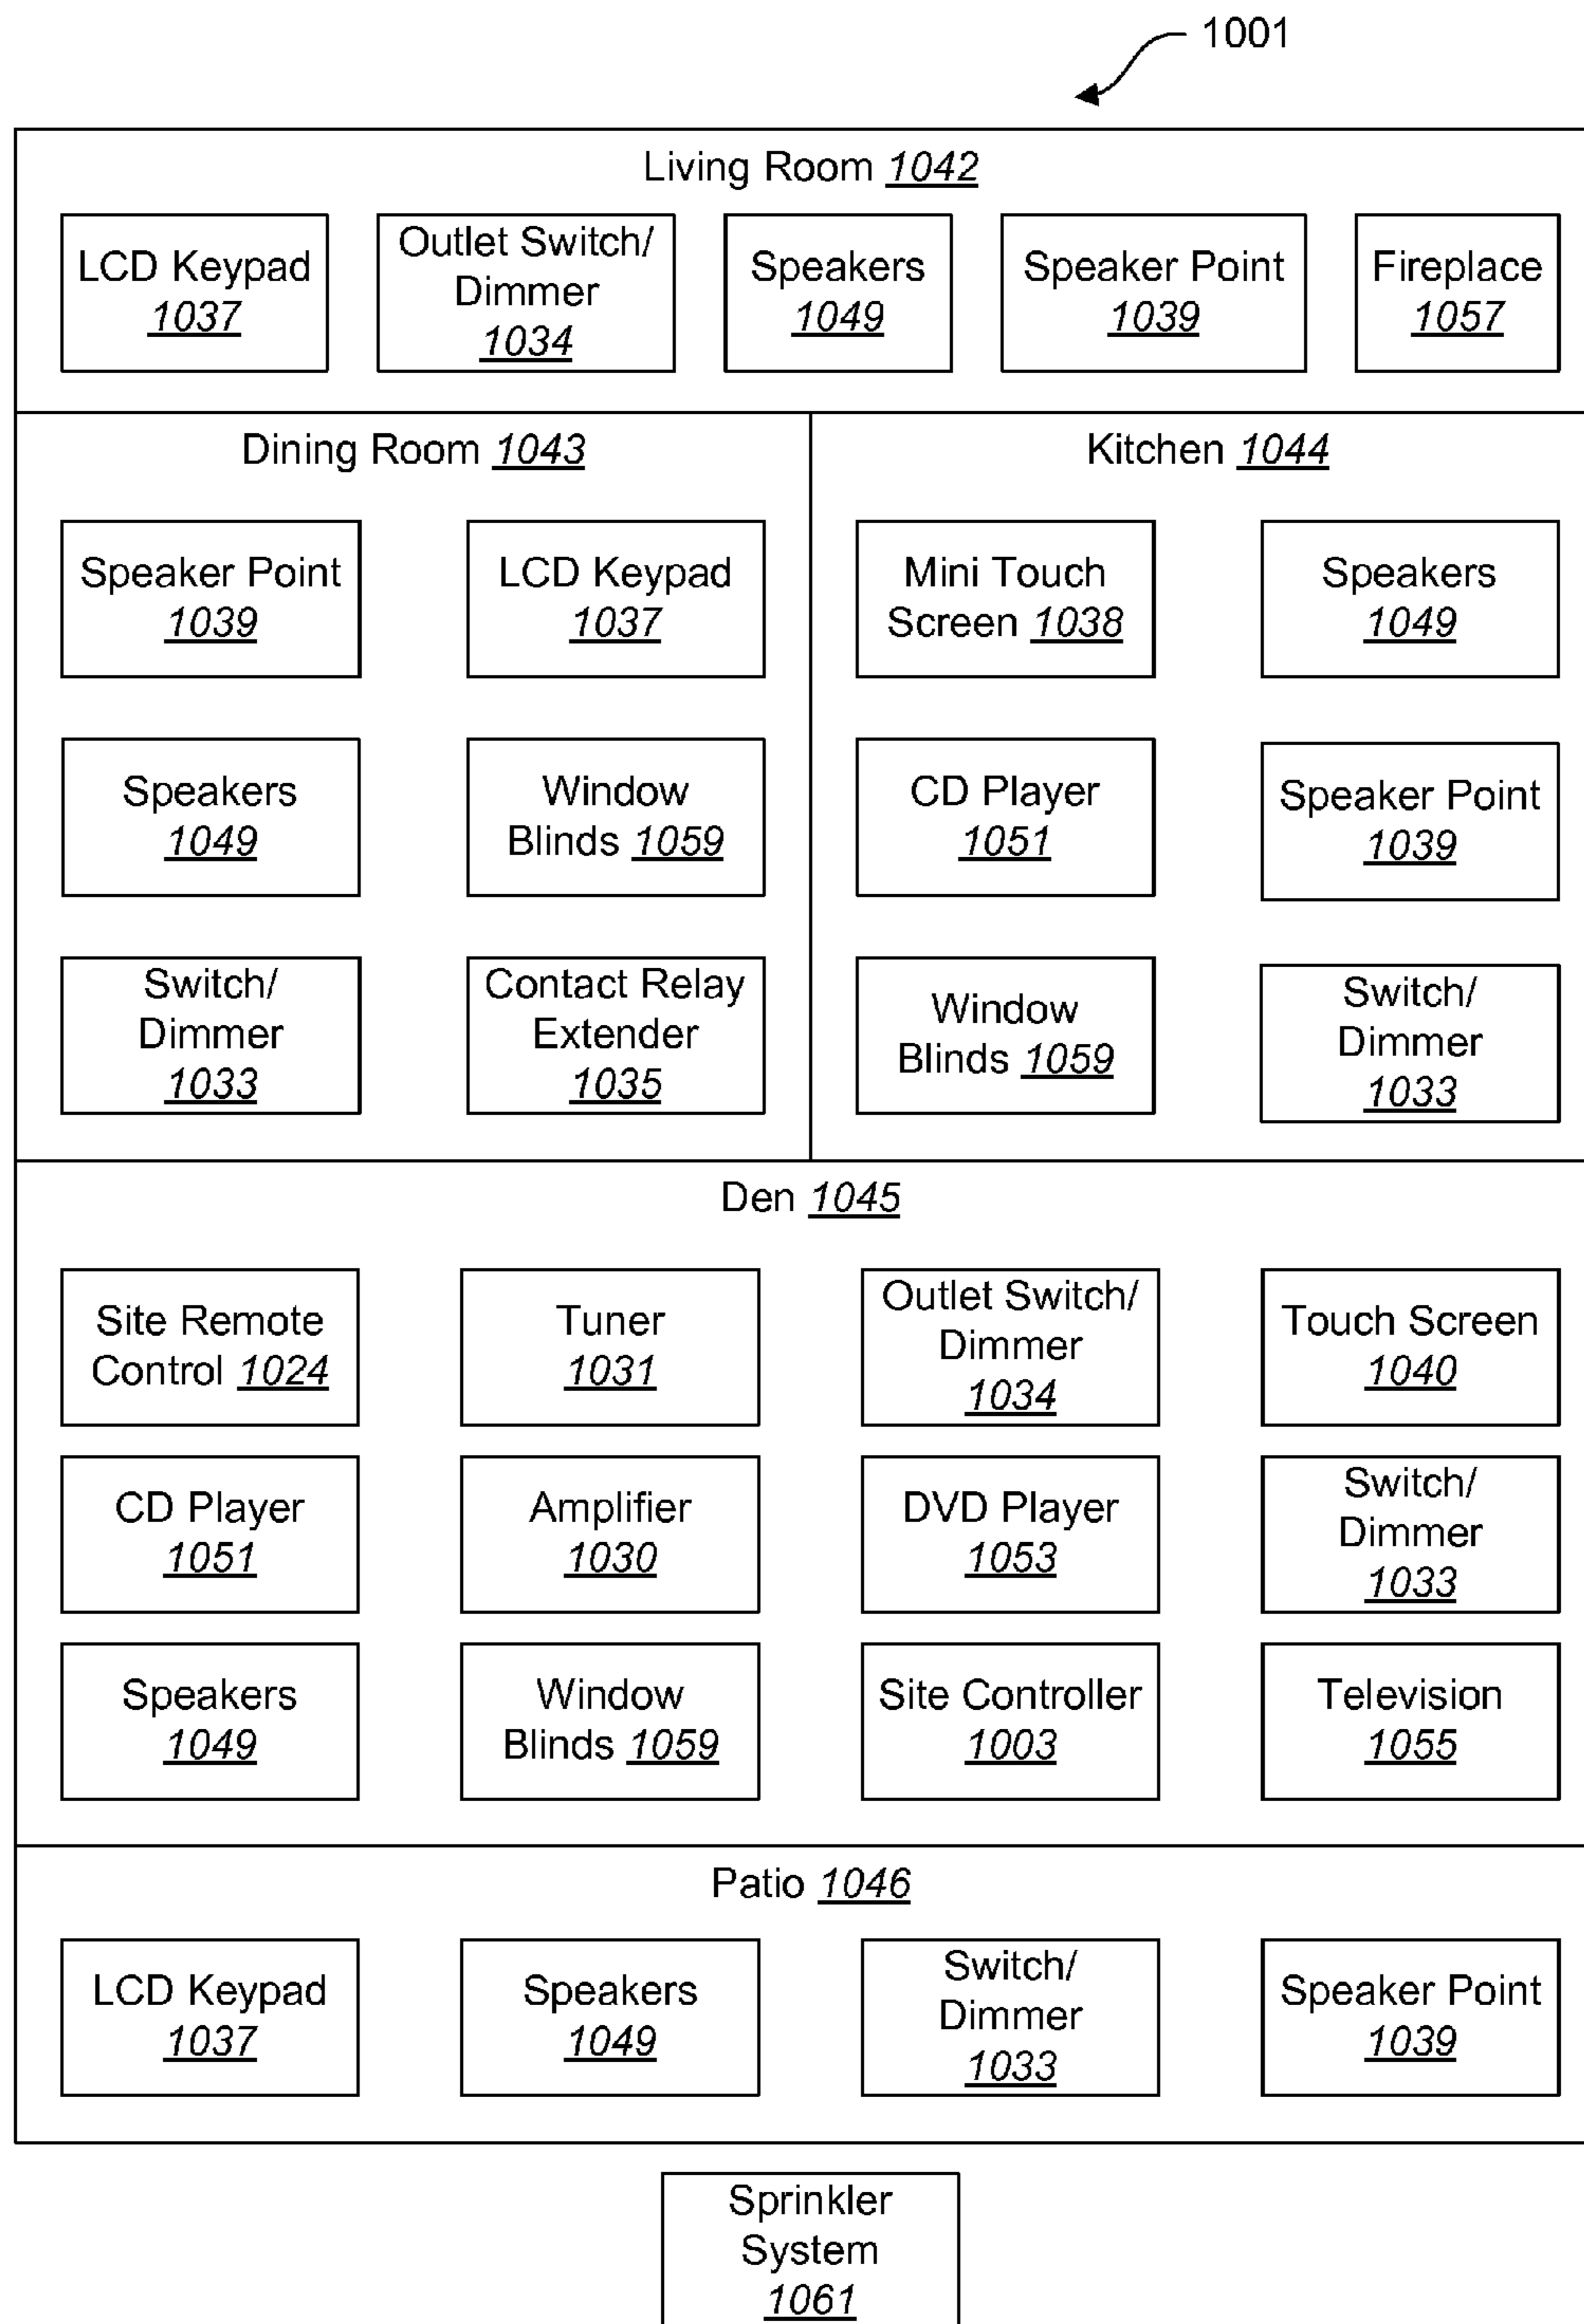 1001
Living Room 1042
LCD Keypad
1037
Outlet Switch/
Dimmer
1034
Speakers
1049
Speaker Point
1039
Fireplace
1057
Dining Room 1043
Speaker Point
1039
LCD Keypad
1037
Speakers
1049
Window
Blinds 1059
Switch/
Dimmer
1033
Contact Relay
Extender
1035
Kitchen 1044
Mini Touch
Screen 1038
Speakers
1049
CD Player
1051
Speaker Point
1039
Window
Blinds 1059
Switch/
Dimmer
1033
Den 1045
Site Remote
Control 1024
Tuner
1031
Outlet Switch/
Dimmer
1034
Touch Screen
1040
CD Player
1051
Amplifier
1030
DVD Player
1053
Switch/
Dimmer
1033
Speakers
1049
Window
Blinds 1059
Site Controller
1003
Television
1055
Patio 1046
LCD Keypad
1037
Speakers
1049
Switch/
Dimmer
1033
Speaker Point
1039
Sprinkler
System
1061